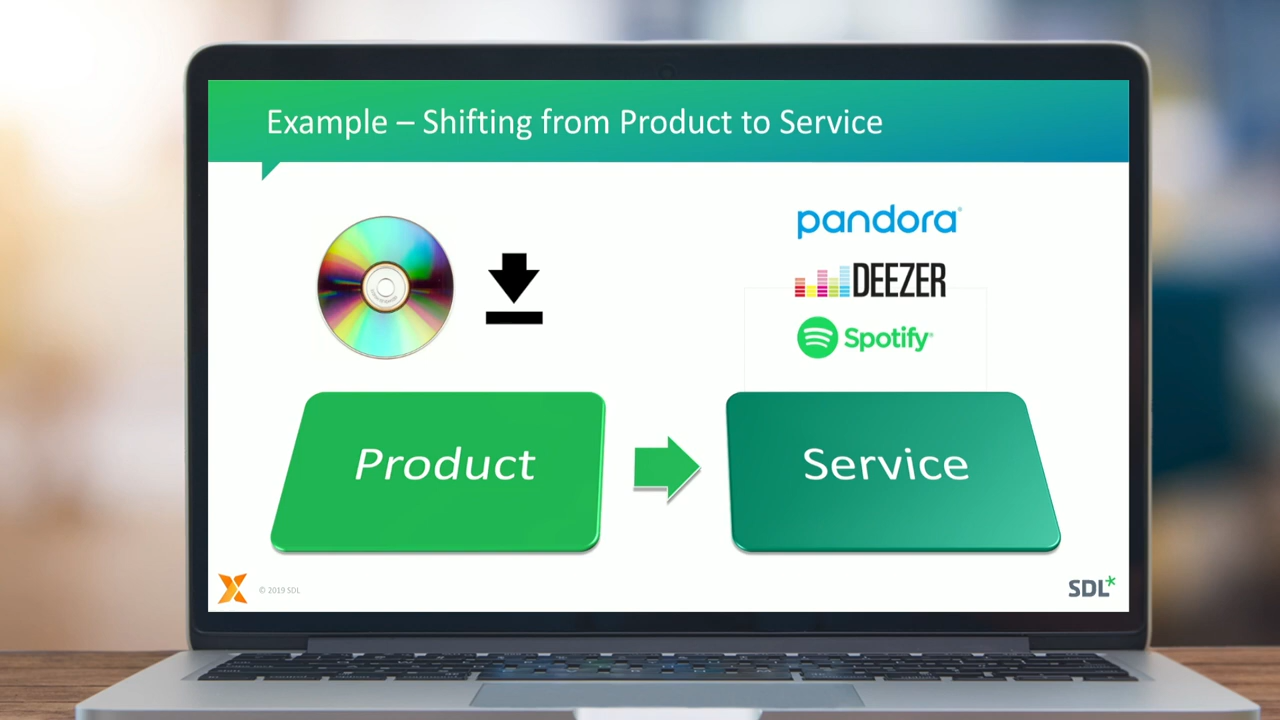 Example – Shifting from Product to Service
pandora®
DEEZER
Spotify®
Product
Service
© 2019 SDL
SDL*